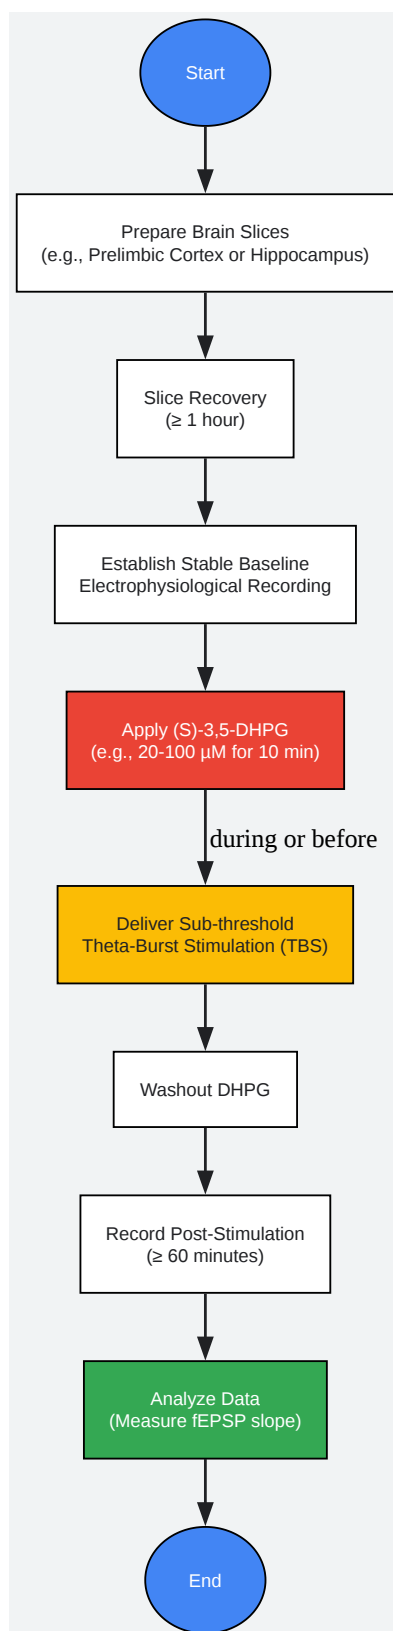 Start
Prepare Brain Slices
(e.g., Prelimbic Cortex or Hippocampus)
Slice Recovery
(≥ 1 hour)
Establish Stable Baseline
Electrophysiological Recording
Apply (S)-3,5-DHPG
(e.g., 20-100 µM for 10 min)
during or before
Deliver Sub-threshold
Theta-Burst Stimulation (TBS)
Washout DHPG
Record Post-Stimulation
(≥ 60 minutes)
Analyze Data
(Measure fEPSP slope)
End